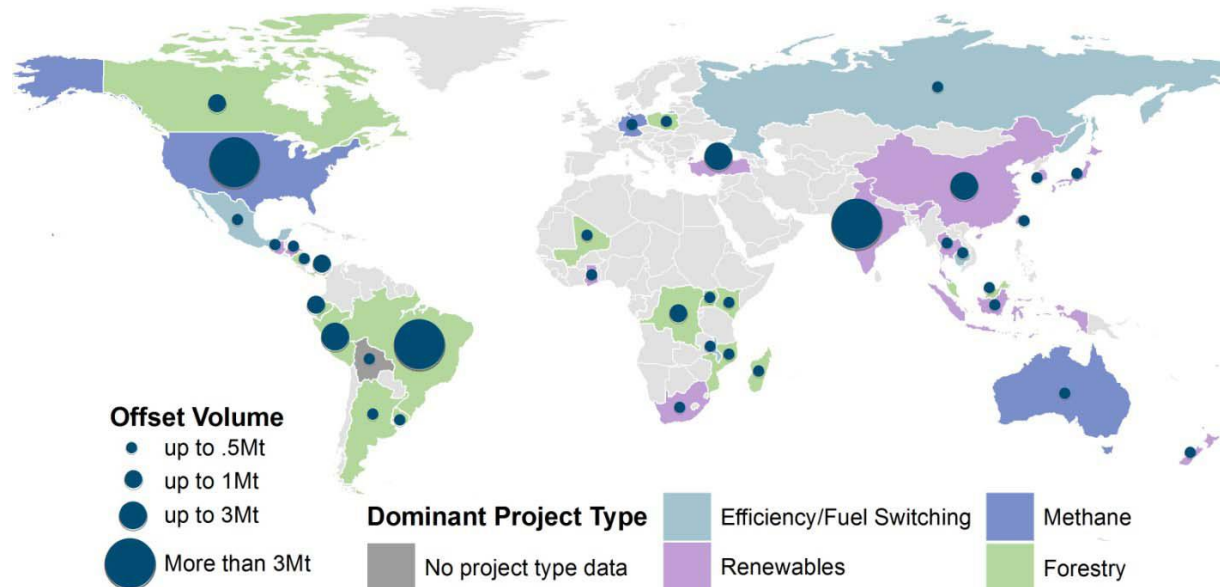 Offset Volume
up to .5Mt
up to 1Mt
up to 3Mt
More than 3Mt
Dominant Project Type
No project type data
Efficiency/Fuel Switching
Renewables
Methane
Forestry